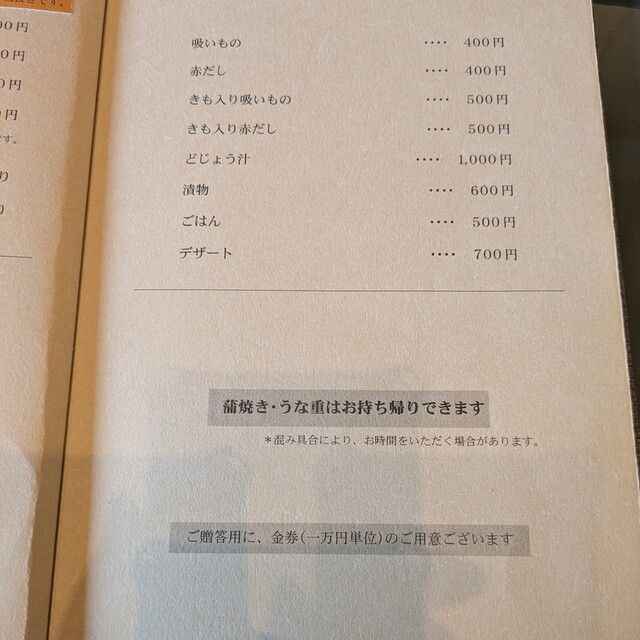 吸いもの ････ 400円
赤だし ････ 400円
きも入り吸いもの ････ 500円
きも入り赤だし ････ 500円
どじょう汁 ････ 1,000円
漬物 ････ 600円
ごはん ････ 500円
デザート ････ 700円
蒲焼き･うな重はお持ち帰りできます
＊混み具合により、お時間をいただく場合があります。
ご贈答用に、金券(一万円単位)のご用意ございます